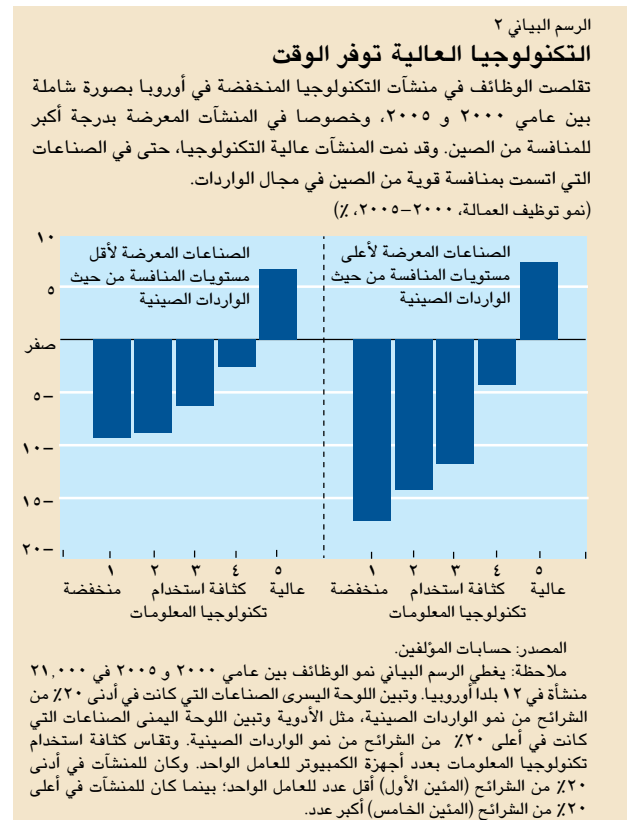 الرسم البياني ٢
التكنولوجيا العالية توفر الوقت
تقلصت الوظائف في منشآت التكنولوجيا المنخفضة في أوروبا بصورة شاملة
بين عامي ٢٠٠٠ و ٢٠٠٥، وخصوصا في المنشآت المعرضة بدرجة أكبر
للمنافسة من الصين. وقد نمت المنشآت عالية التكنولوجيا، حتى في الصناعات
التي اتسمت بمنافسة قوية من الصين في مجال الواردات.
(نمو توظيف العمالة، ٢٠٠٠–٢٠٠٥، ٪)
١٠
٥
صفر
٥–
١٠–
١٥–
٢٠–
الصناعات المعرضة لأعلى
مستويات المنافسة من حيث
الواردات الصينية
الصناعات المعرضة لأقل
مستويات المنافسة من حيث
الواردات الصينية
١ ٢ ٣ ٤ ٥
منخفضة كثافة استخدام عالية
تكنولوجيا المعلومات
١ ٢ ٣ ٤ ٥
منخفضة كثافة استخدام عالية
تكنولوجيا المعلومات
المصدر: حسابات المؤلفين.
ملاحظة: يغطي الرسم البياني نمو الوظائف بين عامي ٢٠٠٠ و ٢٠٠٥ في ٢١,٠٠٠
منشأة في ١٢ بلدا أوروبيا. وتبين اللوحة اليسرى الصناعات التي كانت في أدنى ٢٠٪ من
الشرائح من نمو الواردات الصينية، مثل الأدوية وتبين اللوحة اليمنى الصناعات التي
كانت في أعلى ٢٠٪ من الشرائح من نمو الواردات الصينية. وتقاس كثافة استخدام
تكنولوجيا المعلومات بعدد أجهزة الكمبيوتر للعامل الواحد. وكان للمنشآت في أدنى
٢٠٪ من الشرائح (المئين الأول) أقل عدد للعامل الواحد؛ بينما كان للمنشآت في أعلى
٢٠٪ من الشرائح (المئين الخامس) أكبر عدد.